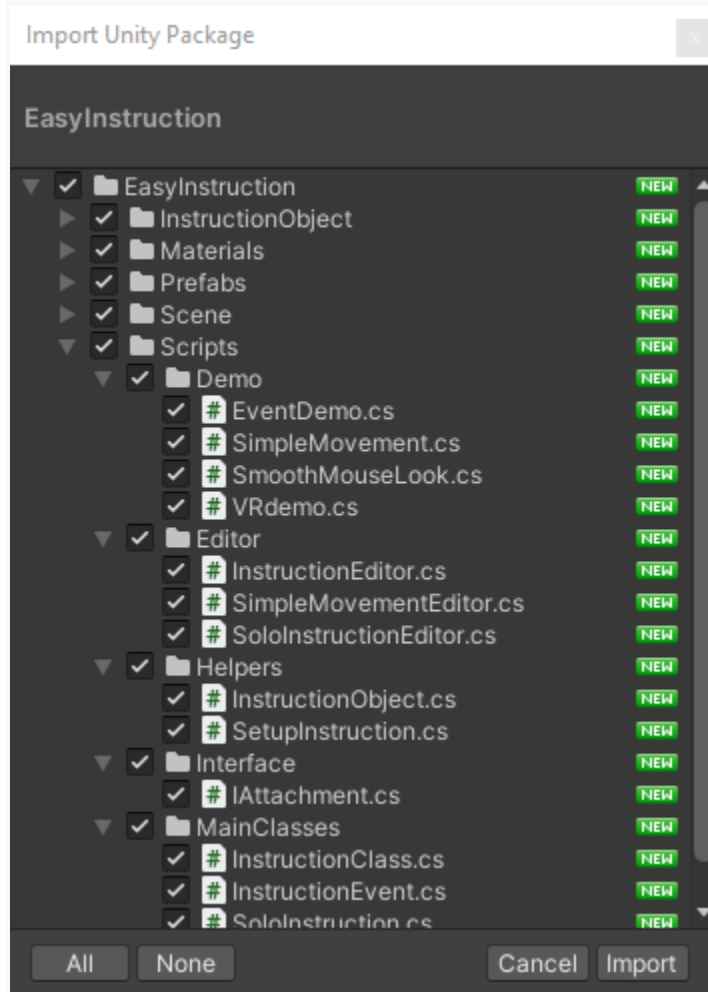 Import Unity Package
x
EasyInstruction
EasyInstruction NEW
InstructionObject NEW
Materials NEW
Prefabs NEW
Scene NEW
Scripts NEW
Demo NEW
# EventDemo.cs NEW
# SimpleMovement.cs NEW
# SmoothMouseLook.cs NEW
# VRdemo.cs NEW
Editor NEW
# InstructionEditor.cs NEW
# SimpleMovementEditor.cs NEW
# SoloInstructionEditor.cs NEW
Helpers NEW
# InstructionObject.cs NEW
# SetupInstruction.cs NEW
Interface NEW
# IAttachment.cs NEW
MainClasses NEW
# InstructionClass.cs NEW
# InstructionEvent.cs NEW
# SoloInstruction.cs NEW
All None Cancel Import